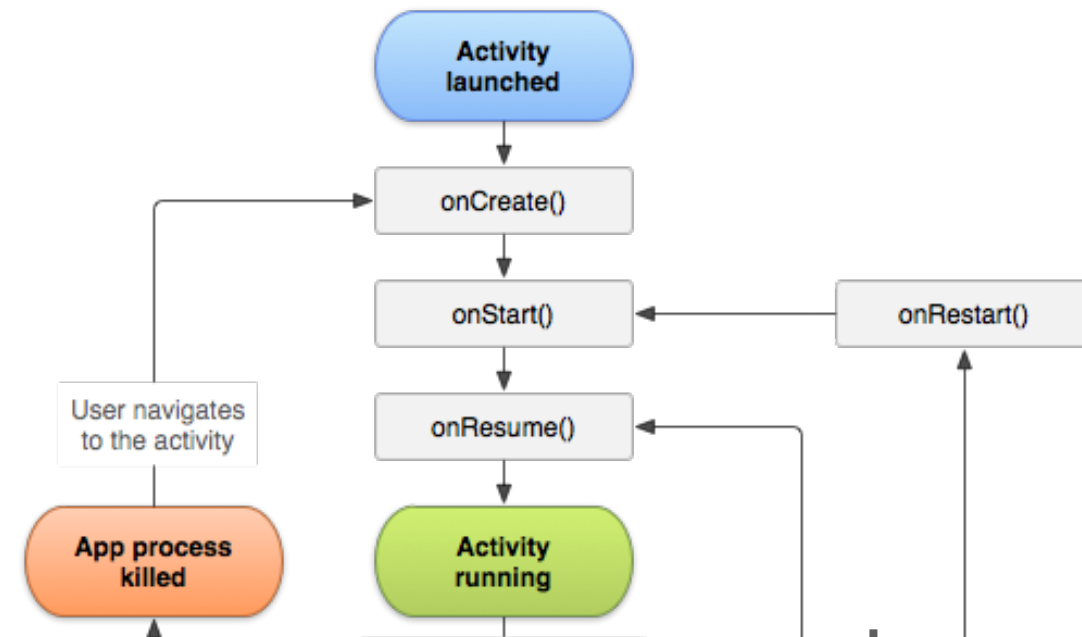 Activity
launched
onCreate()
onStart()
onRestart()
User navigates
to the activity
onResume()
App process
killed
Activity
running